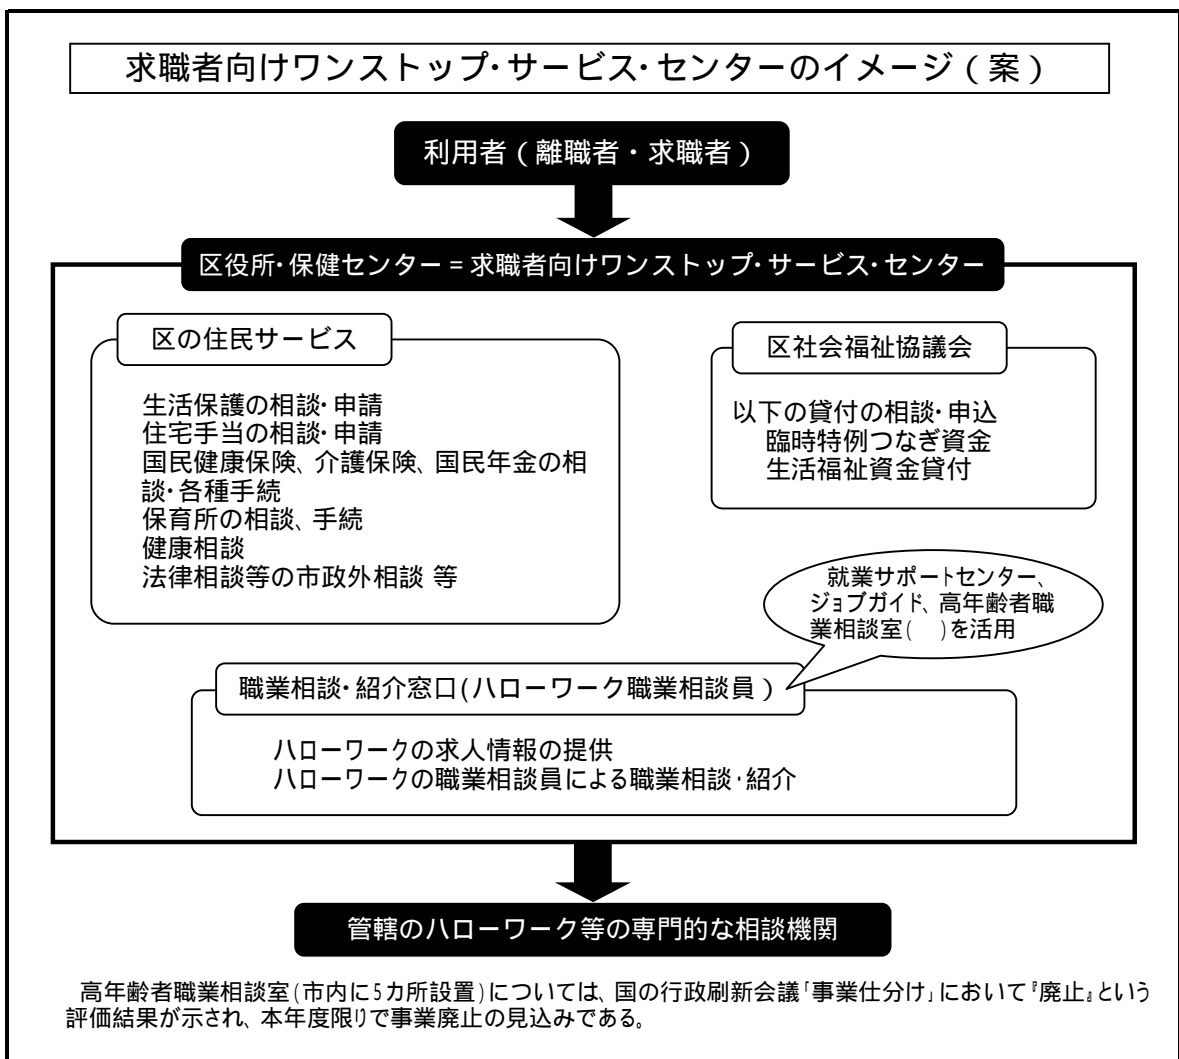 求職者向けワンストップ・サービス・センターのイメージ（案）
利用者（離職者・求職者）
区役所・保健センター＝求職者向けワンストップ・サービス・センター
区の住民サービス
生活保護の相談・申請
住宅手当の相談・申請
国民健康保険、介護保険、国民年金の相
談・各種手続
保育所の相談、手続
健康相談
法律相談等の市政外相談 等
区社会福祉協議会
以下の貸付の相談・申込
臨時特例つなぎ資金
生活福祉資金貸付
就業サポートセンター、
ジョブガイド、高年齢者職
業相談室(　)を活用
職業相談・紹介窓口(ハローワーク職業相談員）
ハローワークの求人情報の提供
ハローワークの職業相談員による職業相談・紹介
管轄のハローワーク等の専門的な相談機関
高年齢者職業相談室(市内に5カ所設置)については、国の行政刷新会議「事業仕分け」において『廃止』という
評価結果が示され、本年度限りで事業廃止の見込みである。